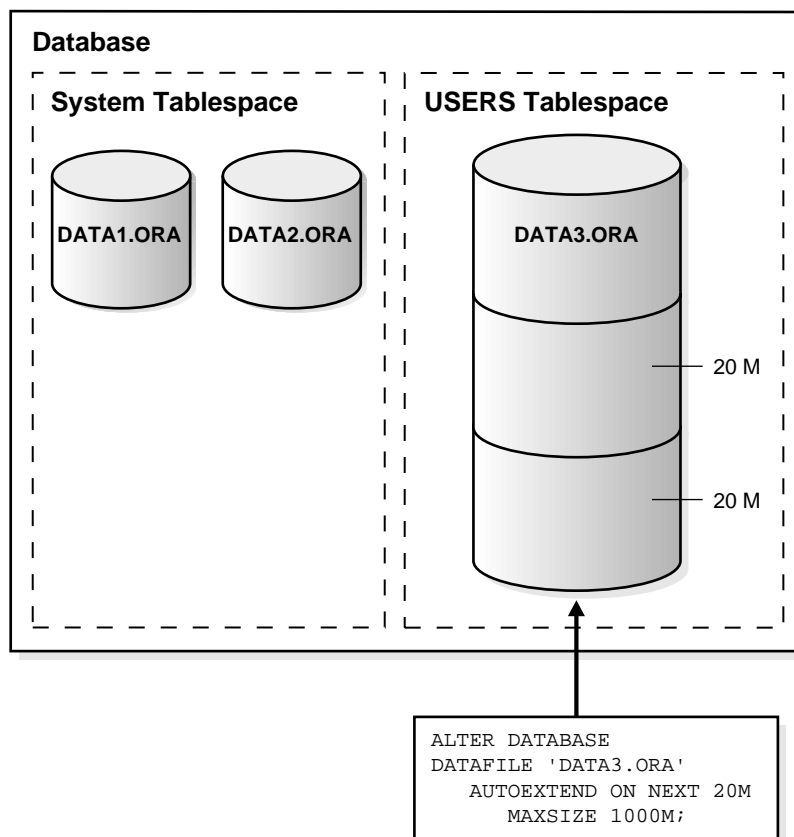 Database
System Tablespace
USERS Tablespace
DATA1.ORA
DATA2.ORA
DATA3.ORA
20 M
20 M
ALTER DATABASE
DATAFILE 'DATA3.ORA'
AUTOEXTEND ON NEXT 20M
MAXSIZE 1000M;